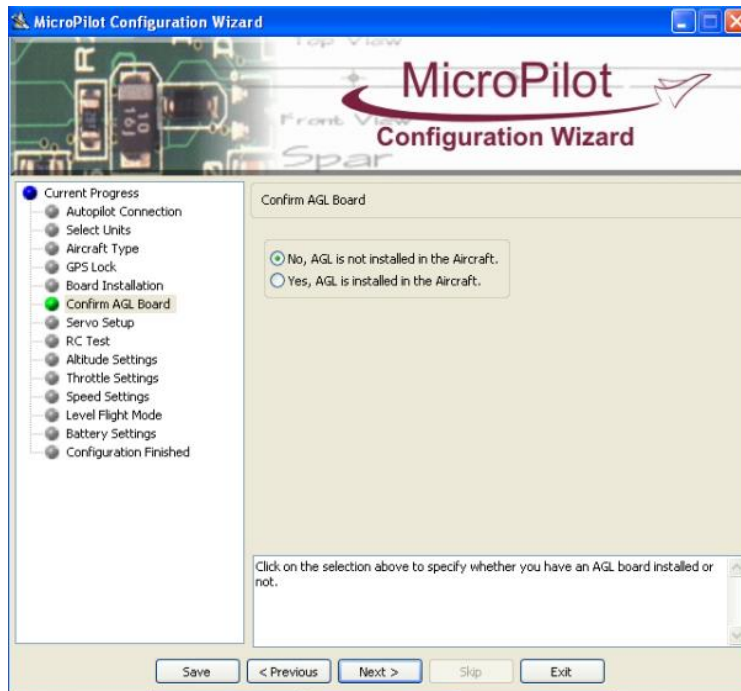 MicroPilot Configuration Wizard
Top View
MicroPilot
Front View
Configuration Wizard
Spar
10
16j
Current Progress
Autopilot Connection
Select Units
Aircraft Type
GPS Lock
Board Installation
Confirm AGL Board
Servo Setup
RC Test
Altitude Settings
Throttle Settings
Speed Settings
Level Flight Mode
Battery Settings
Configuration Finished
Confirm AGL Board
No, AGL is not installed in the Aircraft.
Yes, AGL is installed in the Aircraft.
Click on the selection above to specify whether you have an AGL board installed or
not.
Save
< Previous
Next >
Skip
Exit